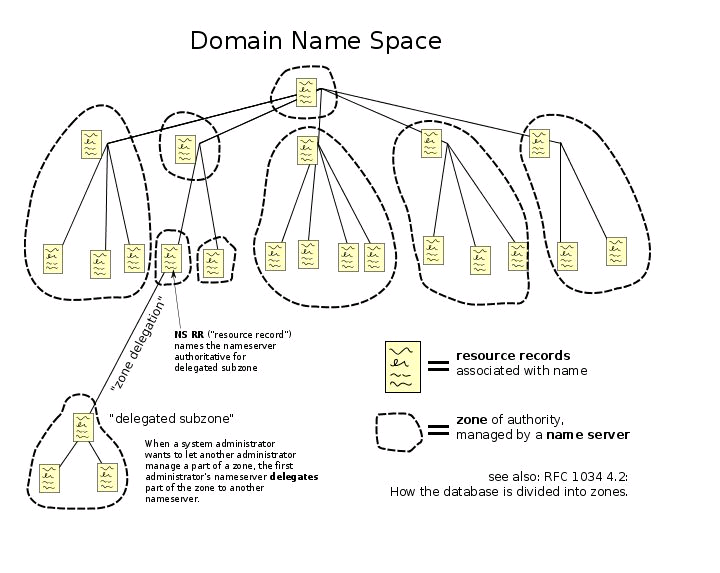 Domain Name Space
"zone delegation"
NS RR ("resource record")
names the nameserver
authoritative for
delegated subzone
resource records
associated with name
"delegated subzone"
zone of authority,
managed by a name server
When a system administrator
wants to let another administrator
manage a part of a zone, the first
administrator's nameserver delegates
part of the zone to another
nameserver.
see also: RFC 1034 4.2:
How the database is divided into zones.